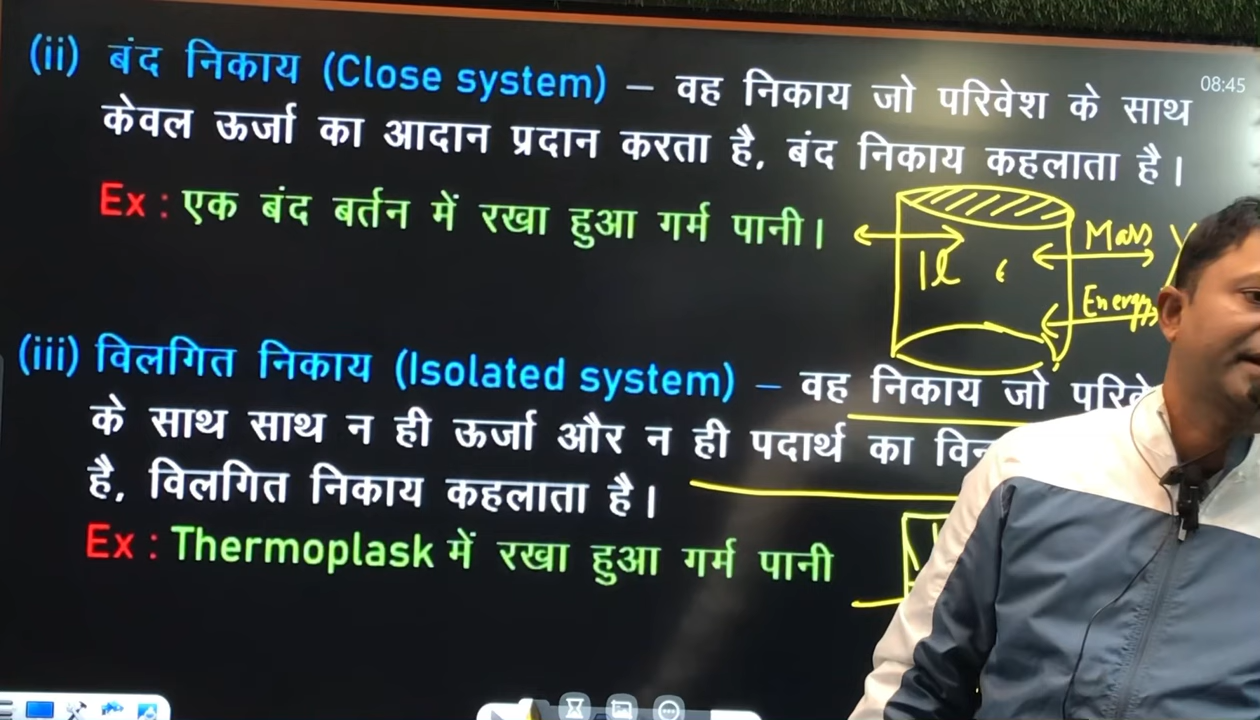 (ii) बंद निकाय (Close system) – वह निकाय जो परिवेश के साथ
08:45
केवल ऊर्जा का आदान प्रदान करता है, बंद निकाय कहलाता है।
Ex : एक बंद बर्तन में रखा हुआ गर्म पानी।
Mass
1l
Energy
(iii) विलगित निकाय (Isolated system) – वह निकाय जो
के साथ साथ न ही ऊर्जा और न ही पदार्थ का
है, विलगित निकाय कहलाता है।
Ex : Thermoplask में रखा हुआ गर्म पानी